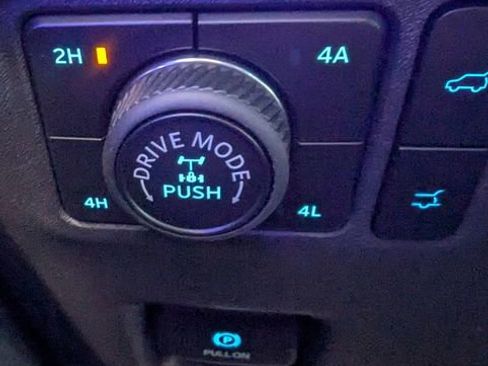 2H
4A
DRIVE MODE
PUSH
4H
4L
P
PULL ON